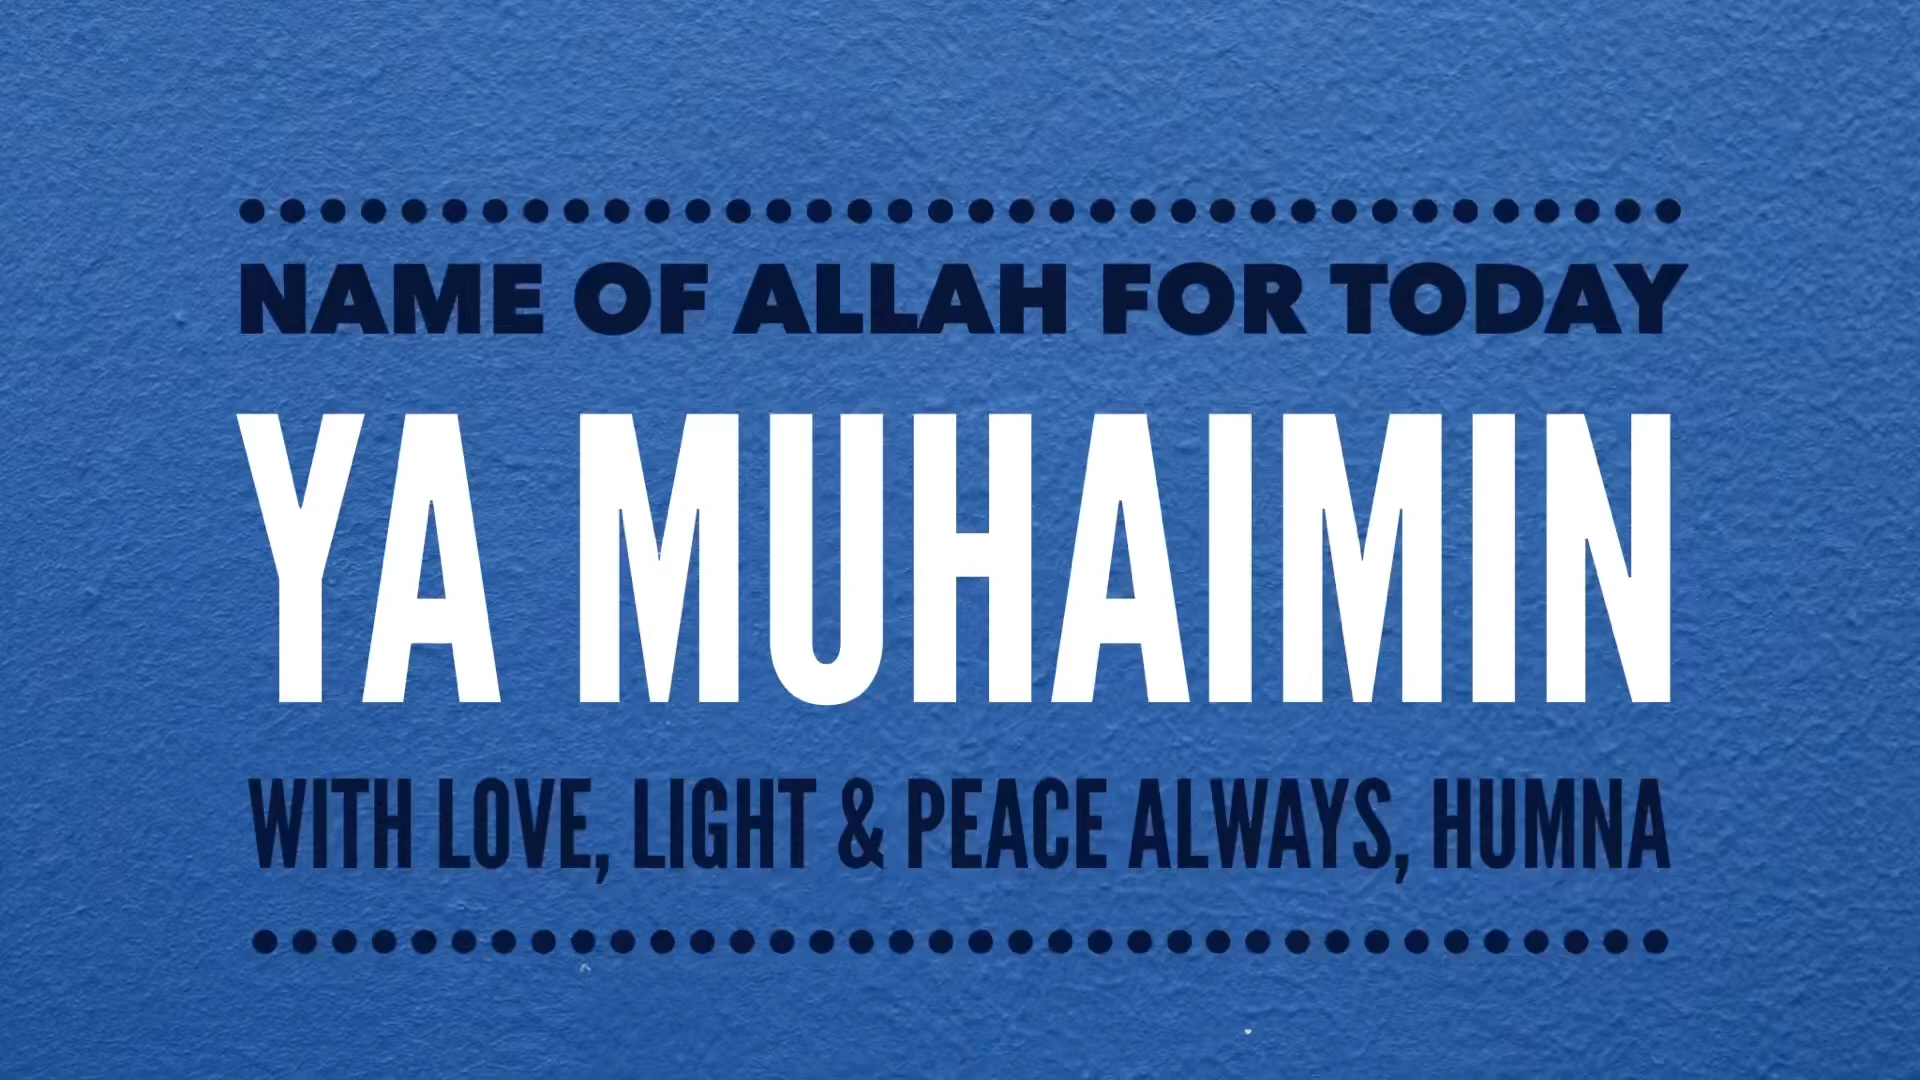 NAME OF ALLAH FOR TODAY
YA MUHAIMIN
WITH LOVE, LIGHT & PEACE ALWAYS, HUMNA